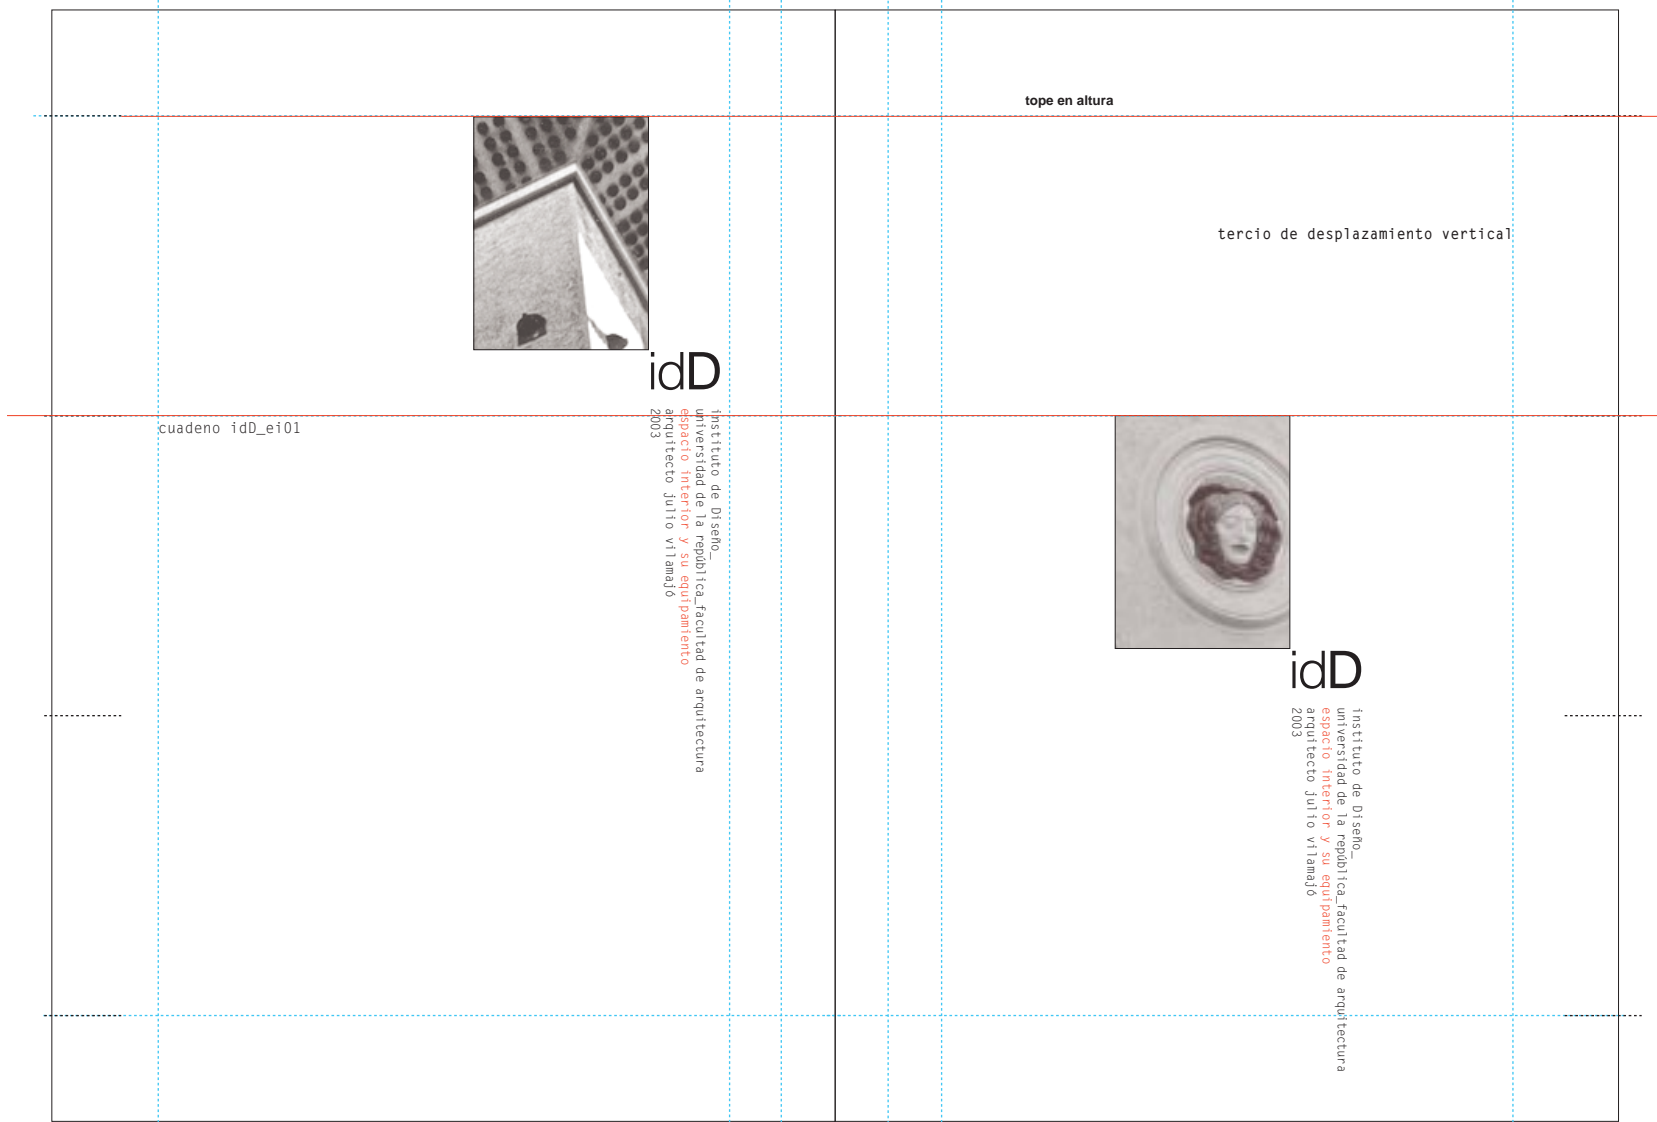 tope en altura
tercio de desplazamiento vertical
idD
cuadeno idD_ei01
instituto de Diseño_
universidad de la república_facultad de arquitectura
espacio interior y su equipamiento
arquitecto julio vilamajó
2003
idD
instituto de Diseño_
universidad de la república_facultad de arquitectura
espacio interior y su equipamiento
arquitecto julio vilamajó
2003